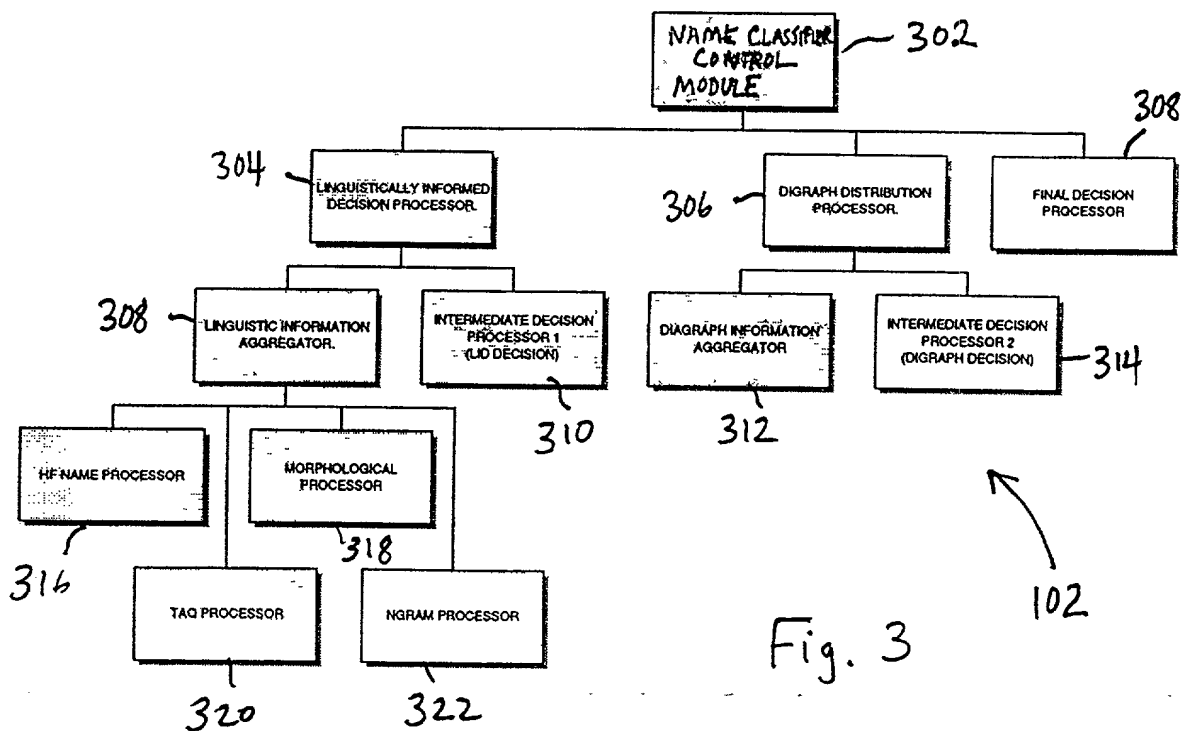 NAME CLASSIFIER
CONTROL
MODULE
302
308
304
LINGUISTICALLY INFORMED
DECISION PROCESSOR.
306
DIGRAPH DISTRIBUTION
PROCESSOR.
FINAL DECISION
PROCESSOR
308
LINGUISTIC INFORMATION
AGGREGATOR.
INTERMEDIATE DECISION
PROCESSOR 1
(LID DECISION)
310
DIAGRAPH INFORMATION
AGGREGATOR
312
INTERMEDIATE DECISION
PROCESSOR 2
(DIGRAPH DECISION)
314
HF NAME PROCESSOR
316
MORPHOLOGICAL
PROCESSOR
318
TAQ PROCESSOR
320
NGRAM PROCESSOR
322
102
Fig. 3